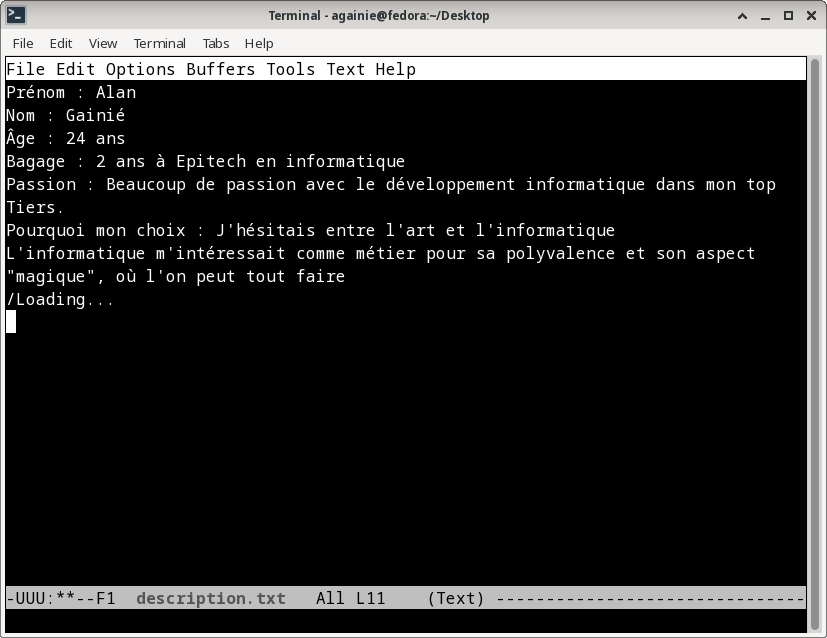 Terminal - againie@fedora:~/Desktop
File Edit View Terminal Tabs Help
File Edit Options Buffers Tools Text Help
Prénom : Alan
Nom : Gainié
Âge : 24 ans
Bagage : 2 ans à Epitech en informatique
Passion : Beaucoup de passion avec le développement informatique dans mon top
Tiers.
Pourquoi mon choix : J'hésitais entre l'art et l'informatique
L'informatique m'intéressait comme métier pour sa polyvalence et son aspect
"magique", où l'on peut tout faire
/Loading...
-UUU:**--F1  description.txt   All L11    (Text) -------------------------------